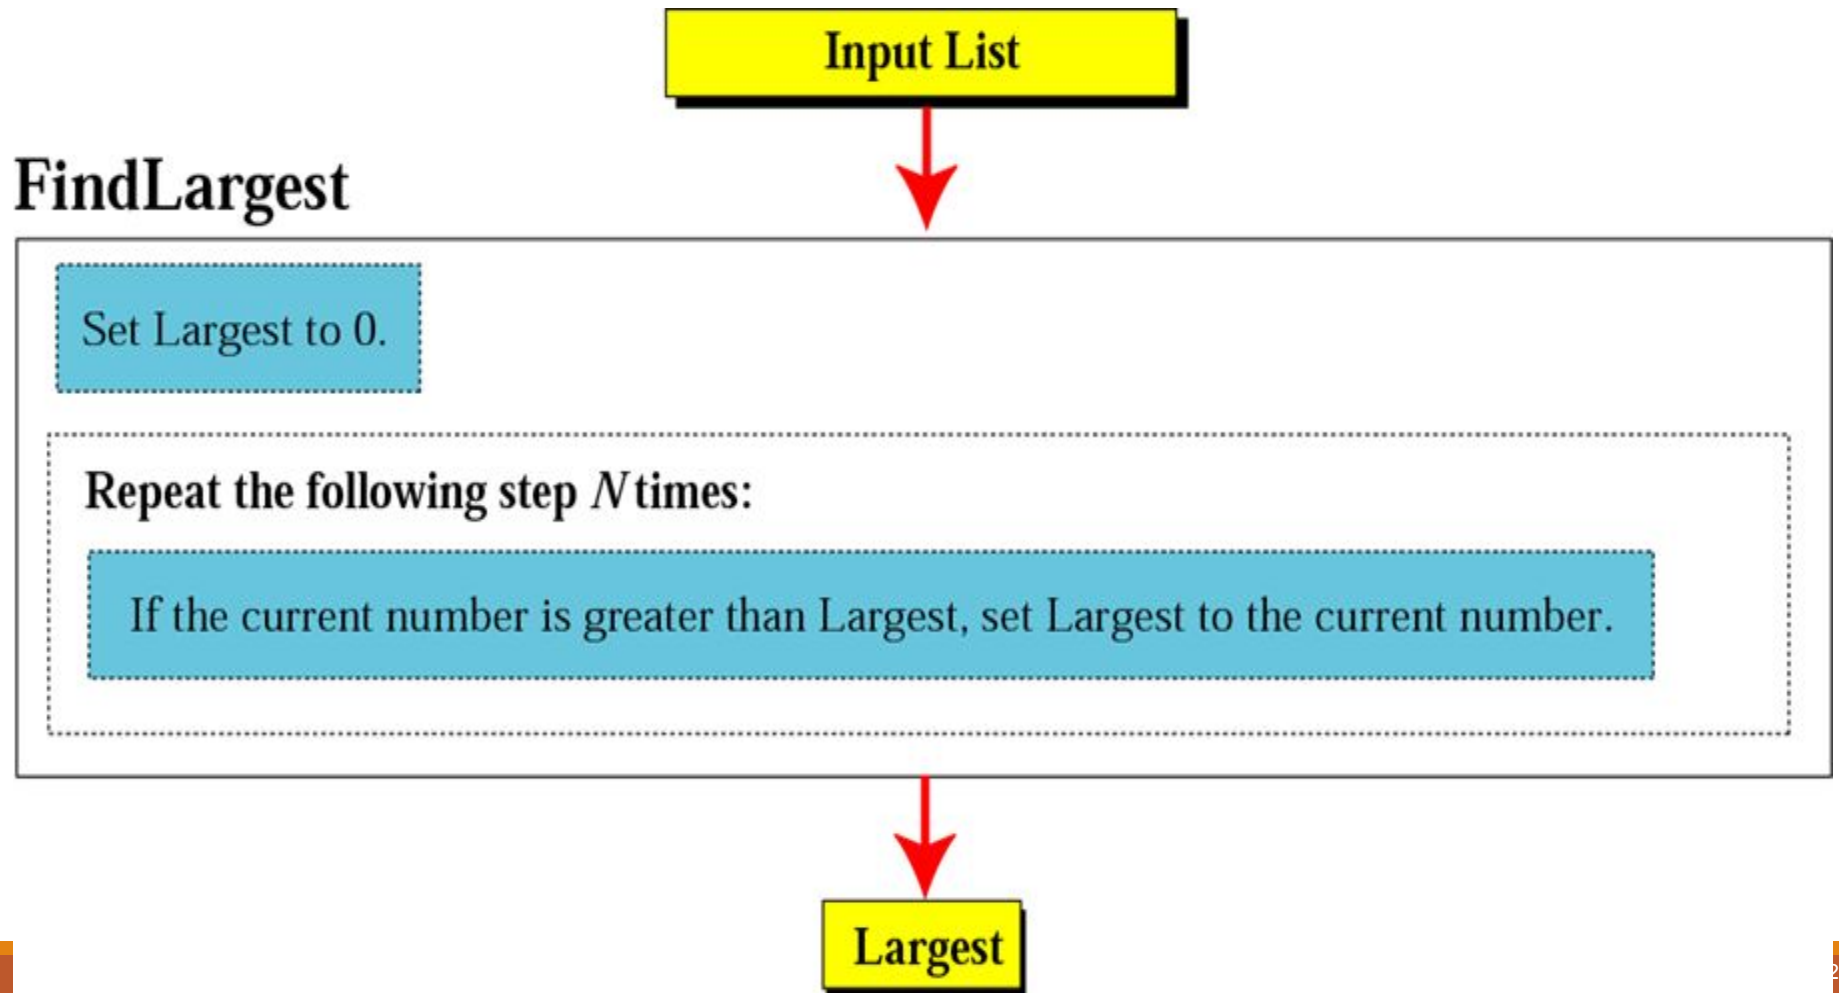 Input List
FindLargest
Set Largest to 0.
Repeat the following step N times:
If the current number is greater than Largest, set Largest to the current number.
Largest
2